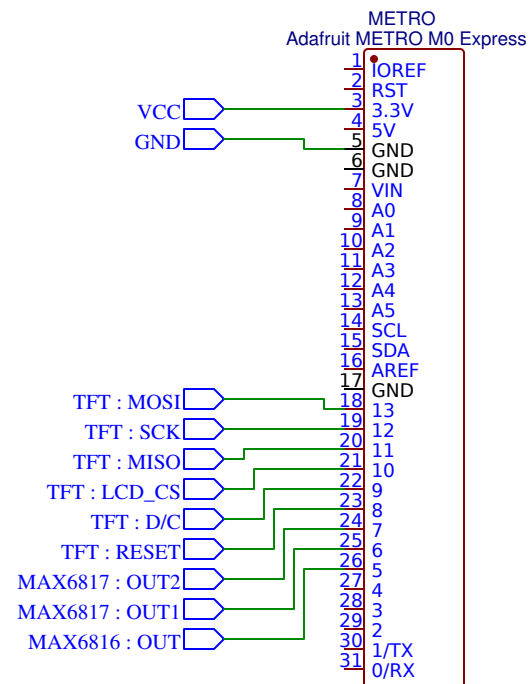 METRO
Adafruit METRO M0 Express
1 IOREF
2 RST
VCC 3 3.3V
4 5V
GND 5 GND
6 GND
7 VIN
8 A0
9 A1
10 A2
11 A3
12 A4
13 A5
14 SCL
15 SDA
16 AREF
17 GND
TFT : MOSI 18 13
TFT : SCK 19 12
TFT : MISO 20 11
TFT : LCD_CS 21 10
TFT : D/C 22 9
TFT : RESET 23 8
MAX6817 : OUT2 24 7
MAX6817 : OUT1 25 6
MAX6816 : OUT 26 5
27 4
28 3
29 2
30 1/TX
31 0/RX